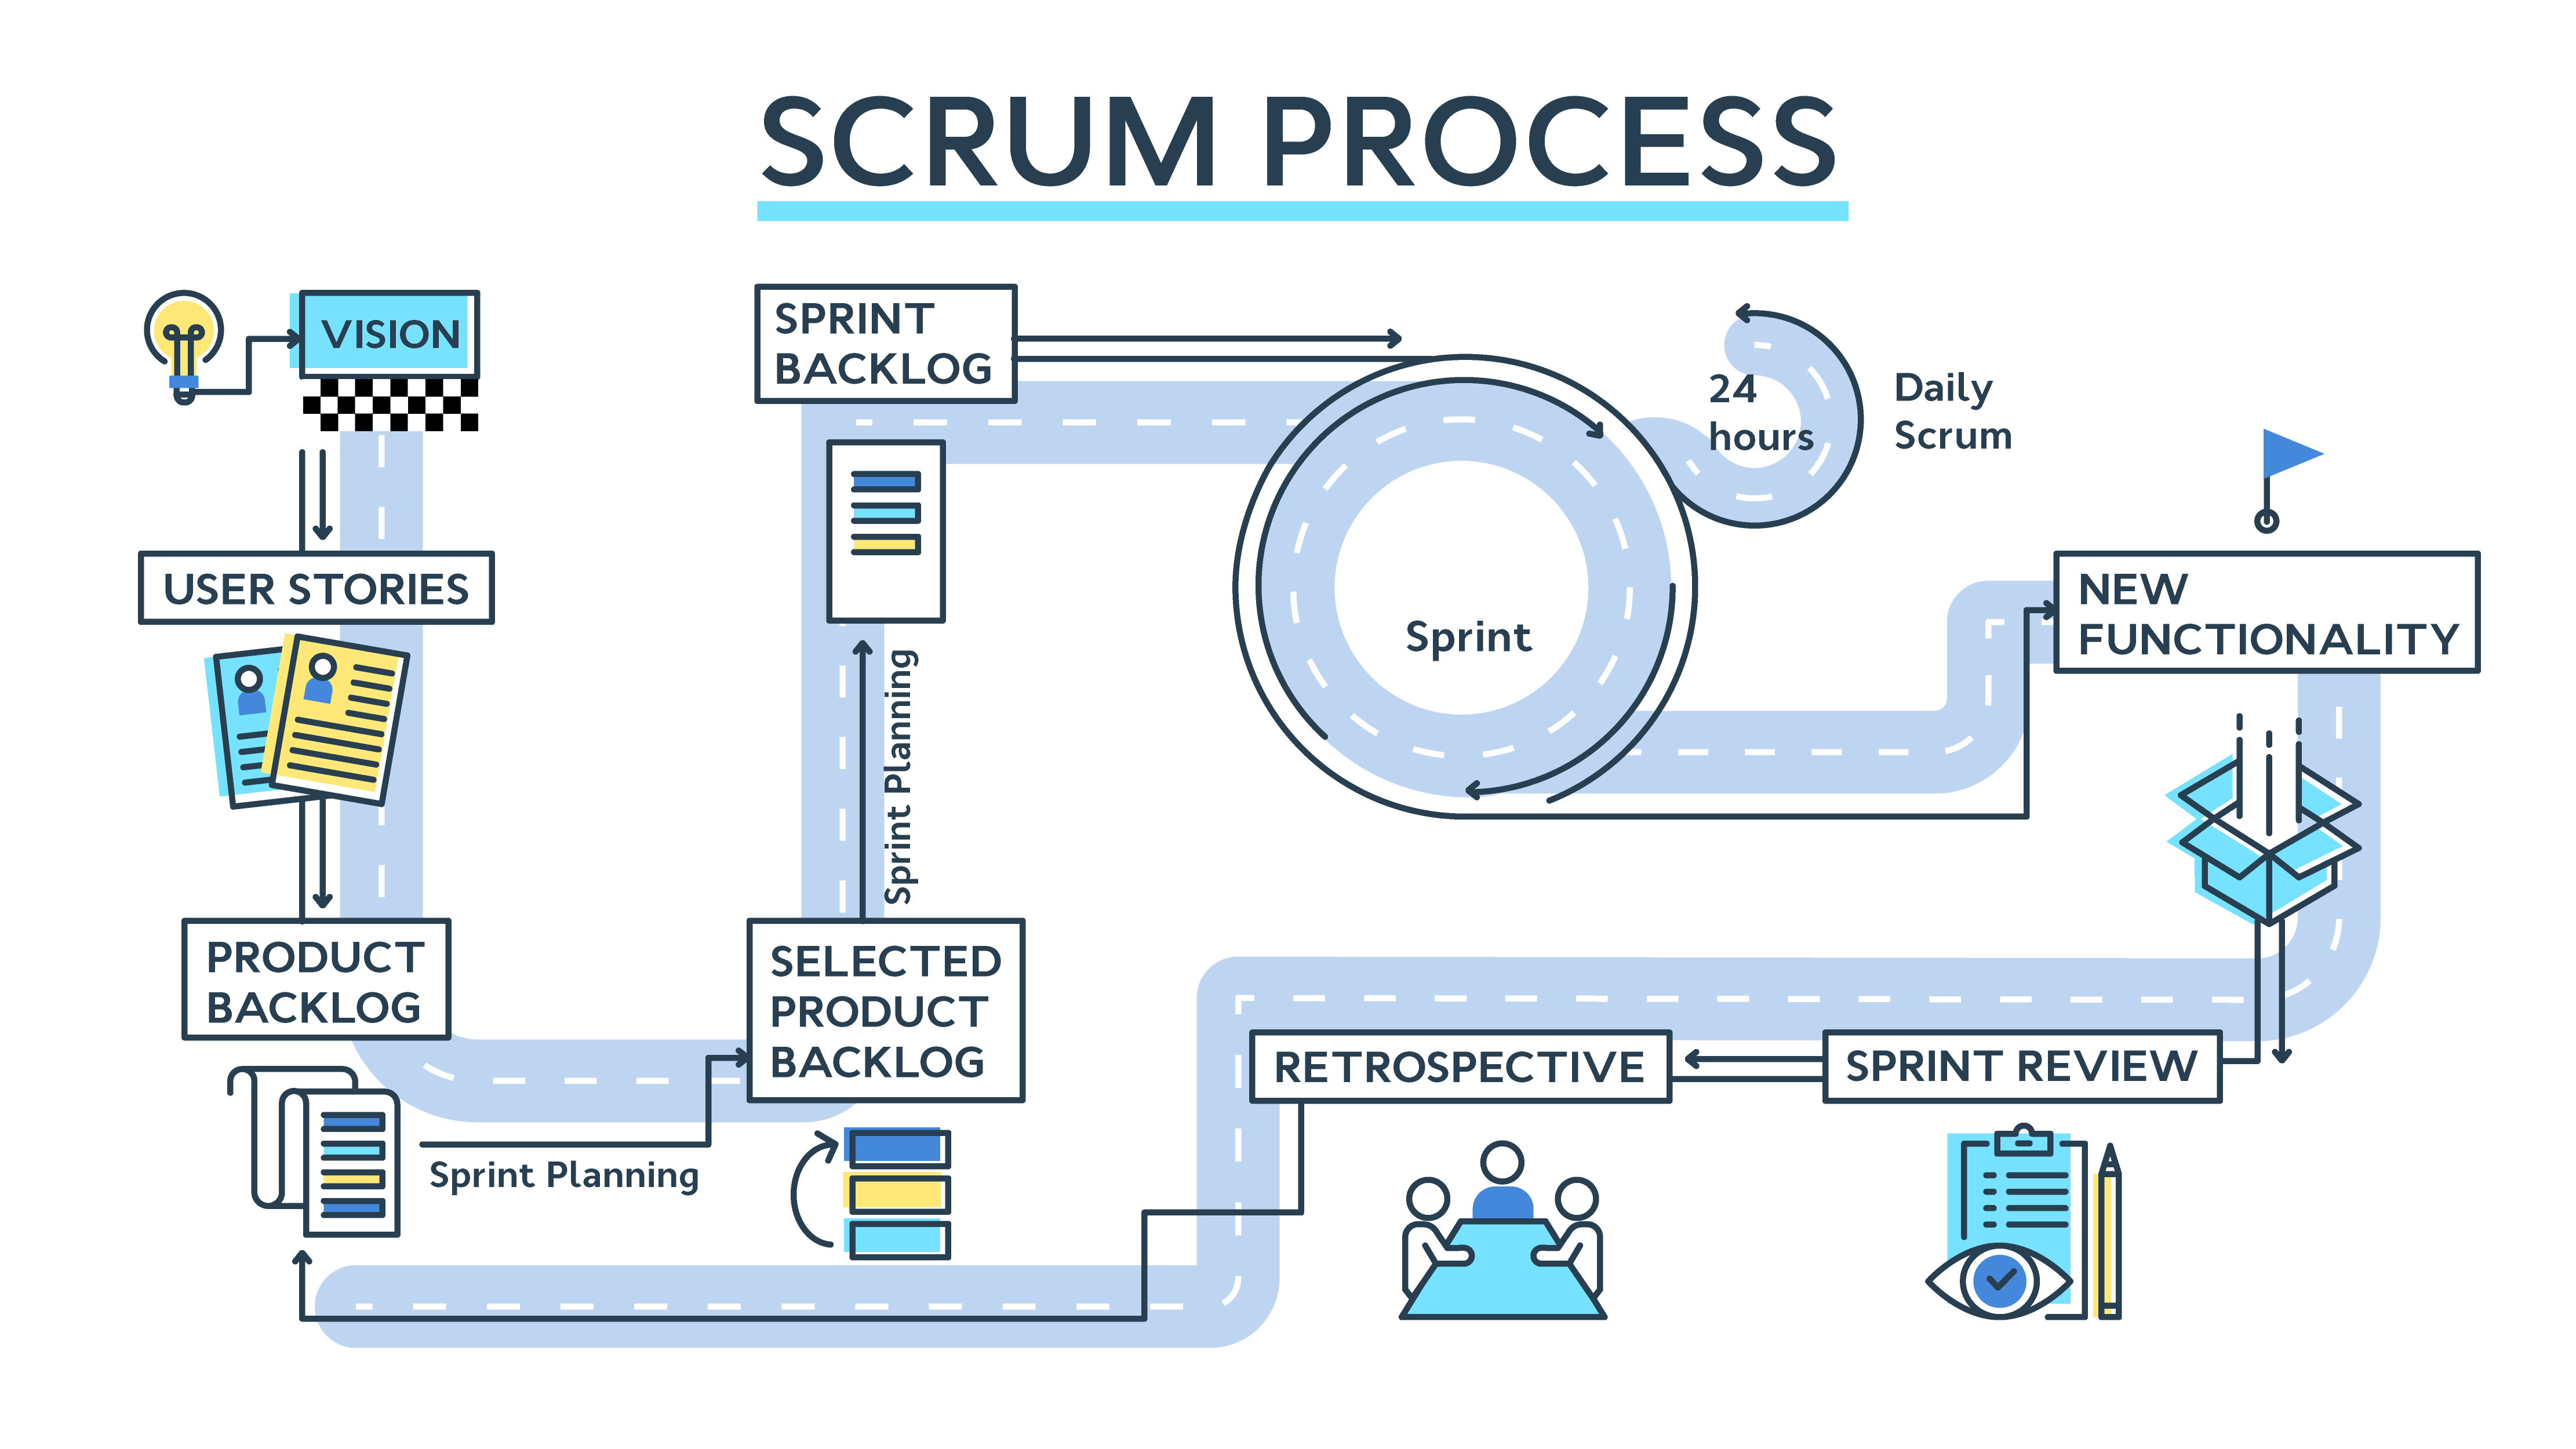 SCRUM PROCESS
VISION
USER STORIES
PRODUCT
BACKLOG
Sprint Planning
SELECTED
PRODUCT
BACKLOG
Sprint Planning
SPRINT
BACKLOG
Sprint
24
hours
Daily
Scrum
NEW
FUNCTIONALITY
SPRINT REVIEW
RETROSPECTIVE